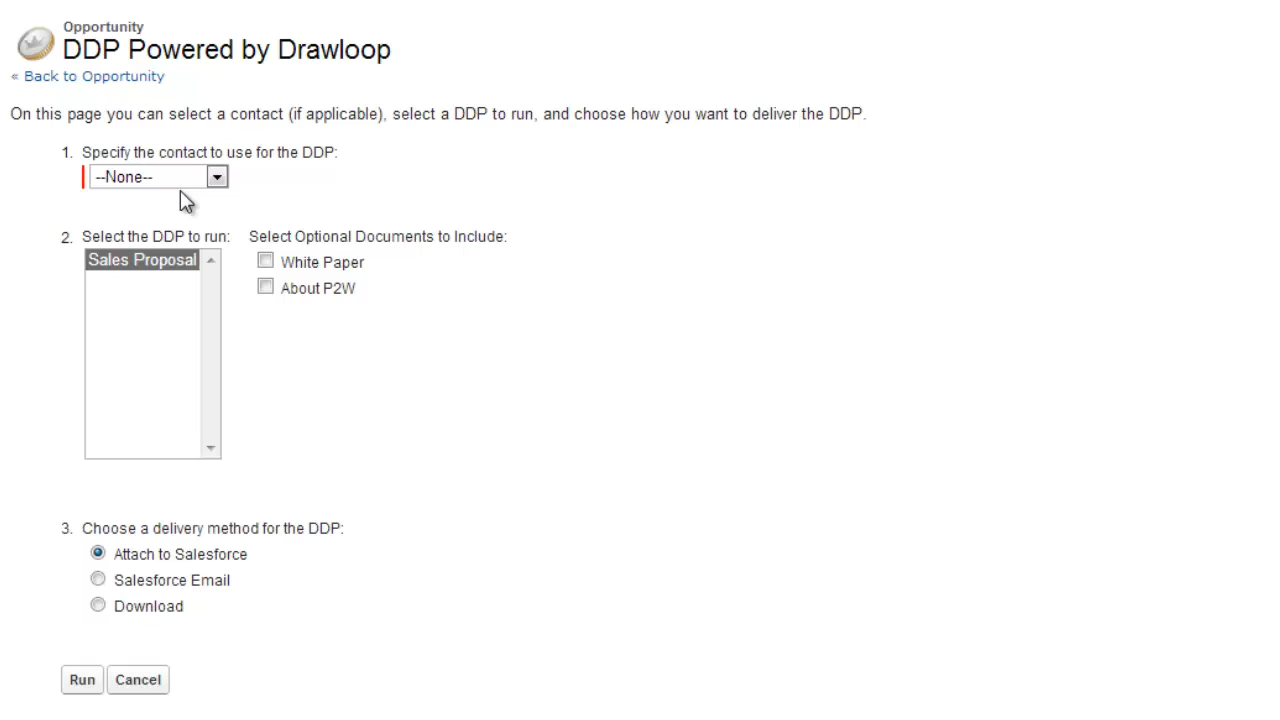 Opportunity
DDP Powered by Drawloop
« Back to Opportunity
On this page you can select a contact (if applicable), select a DDP to run, and choose how you want to deliver the DDP.
1. Specify the contact to use for the DDP:
--None--
2. Select the DDP to run: Select Optional Documents to Include:
Sales Proposal White Paper
About P2W
3. Choose a delivery method for the DDP:
Attach to Salesforce
Salesforce Email
Download
Run Cancel